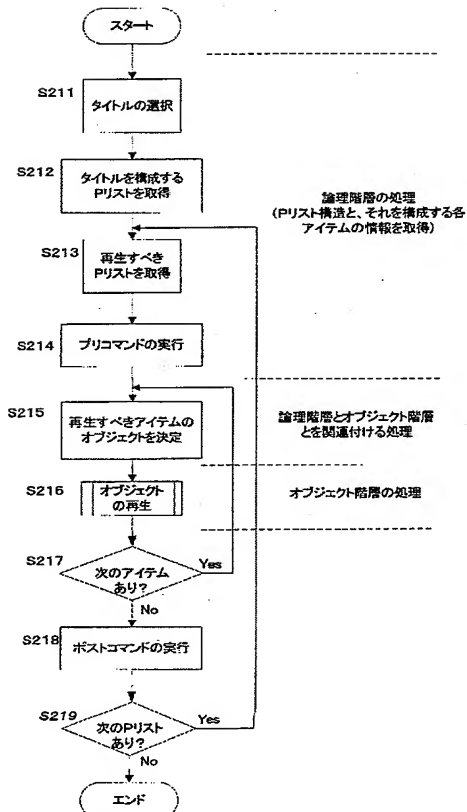 スタート
S211
タイトルの選択
S212
タイトルを構成する
Pリストを取得
論理階層の処理
(Pリスト構造と、それを構成する各
アイテムの情報を取得)
S213
再生すべき
Pリストを取得
S214
プリコマンドの実行
S215
再生すべきアイテムの
オブジェクトを決定
論理階層とオブジェクト階層
とを関連付ける処理
S216
オブジェクト
の再生
オブジェクト階層の処理
S217
次のアイテム
あり?
Yes
No
S218
ポストコマンドの実行
S219
次のPリスト
あり?
Yes
No
エンド